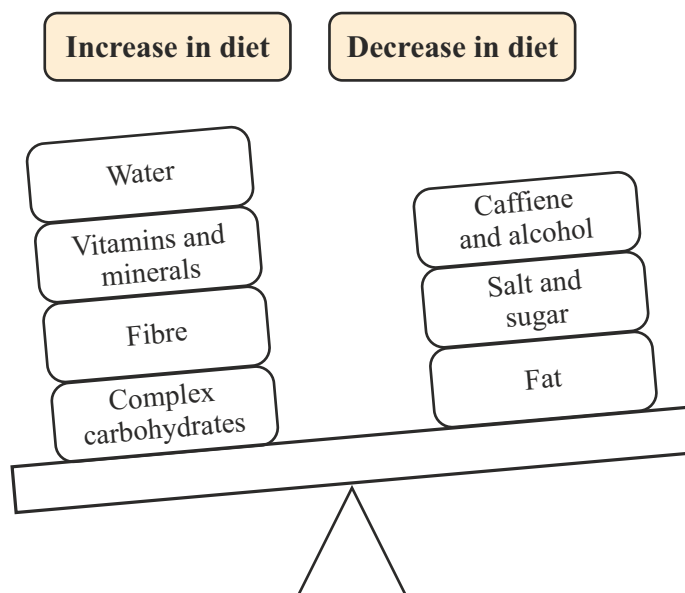 Increase in diet
Decrease in diet
Water
Vitamins and
minerals
Fibre
Complex
carbohydrates
Caffiene
and alcohol
Salt and
sugar
Fat